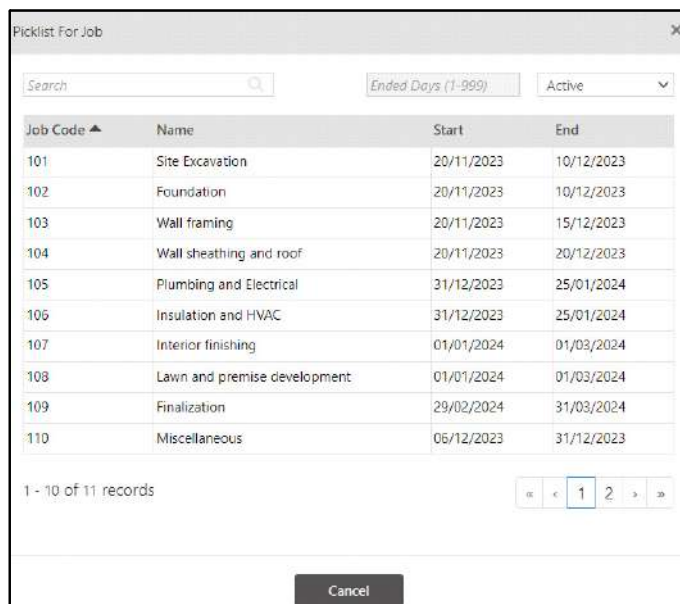 Picklist For Job ×
Search Ended Days (1-999) Active
Job Code ▲ Name Start End
101 Site Excavation 20/11/2023 10/12/2023
102 Foundation 20/11/2023 10/12/2023
103 Wall framing 20/11/2023 15/12/2023
104 Wall sheathing and roof 20/11/2023 20/12/2023
105 Plumbing and Electrical 31/12/2023 25/01/2024
106 Insulation and HVAC 31/12/2023 25/01/2024
107 Interior finishing 01/01/2024 01/03/2024
108 Lawn and premise development 01/01/2024 01/03/2024
109 Finalization 29/02/2024 31/03/2024
110 Miscellaneous 06/12/2023 31/12/2023
1 - 10 of 11 records « ‹ 1 2 › »
Cancel